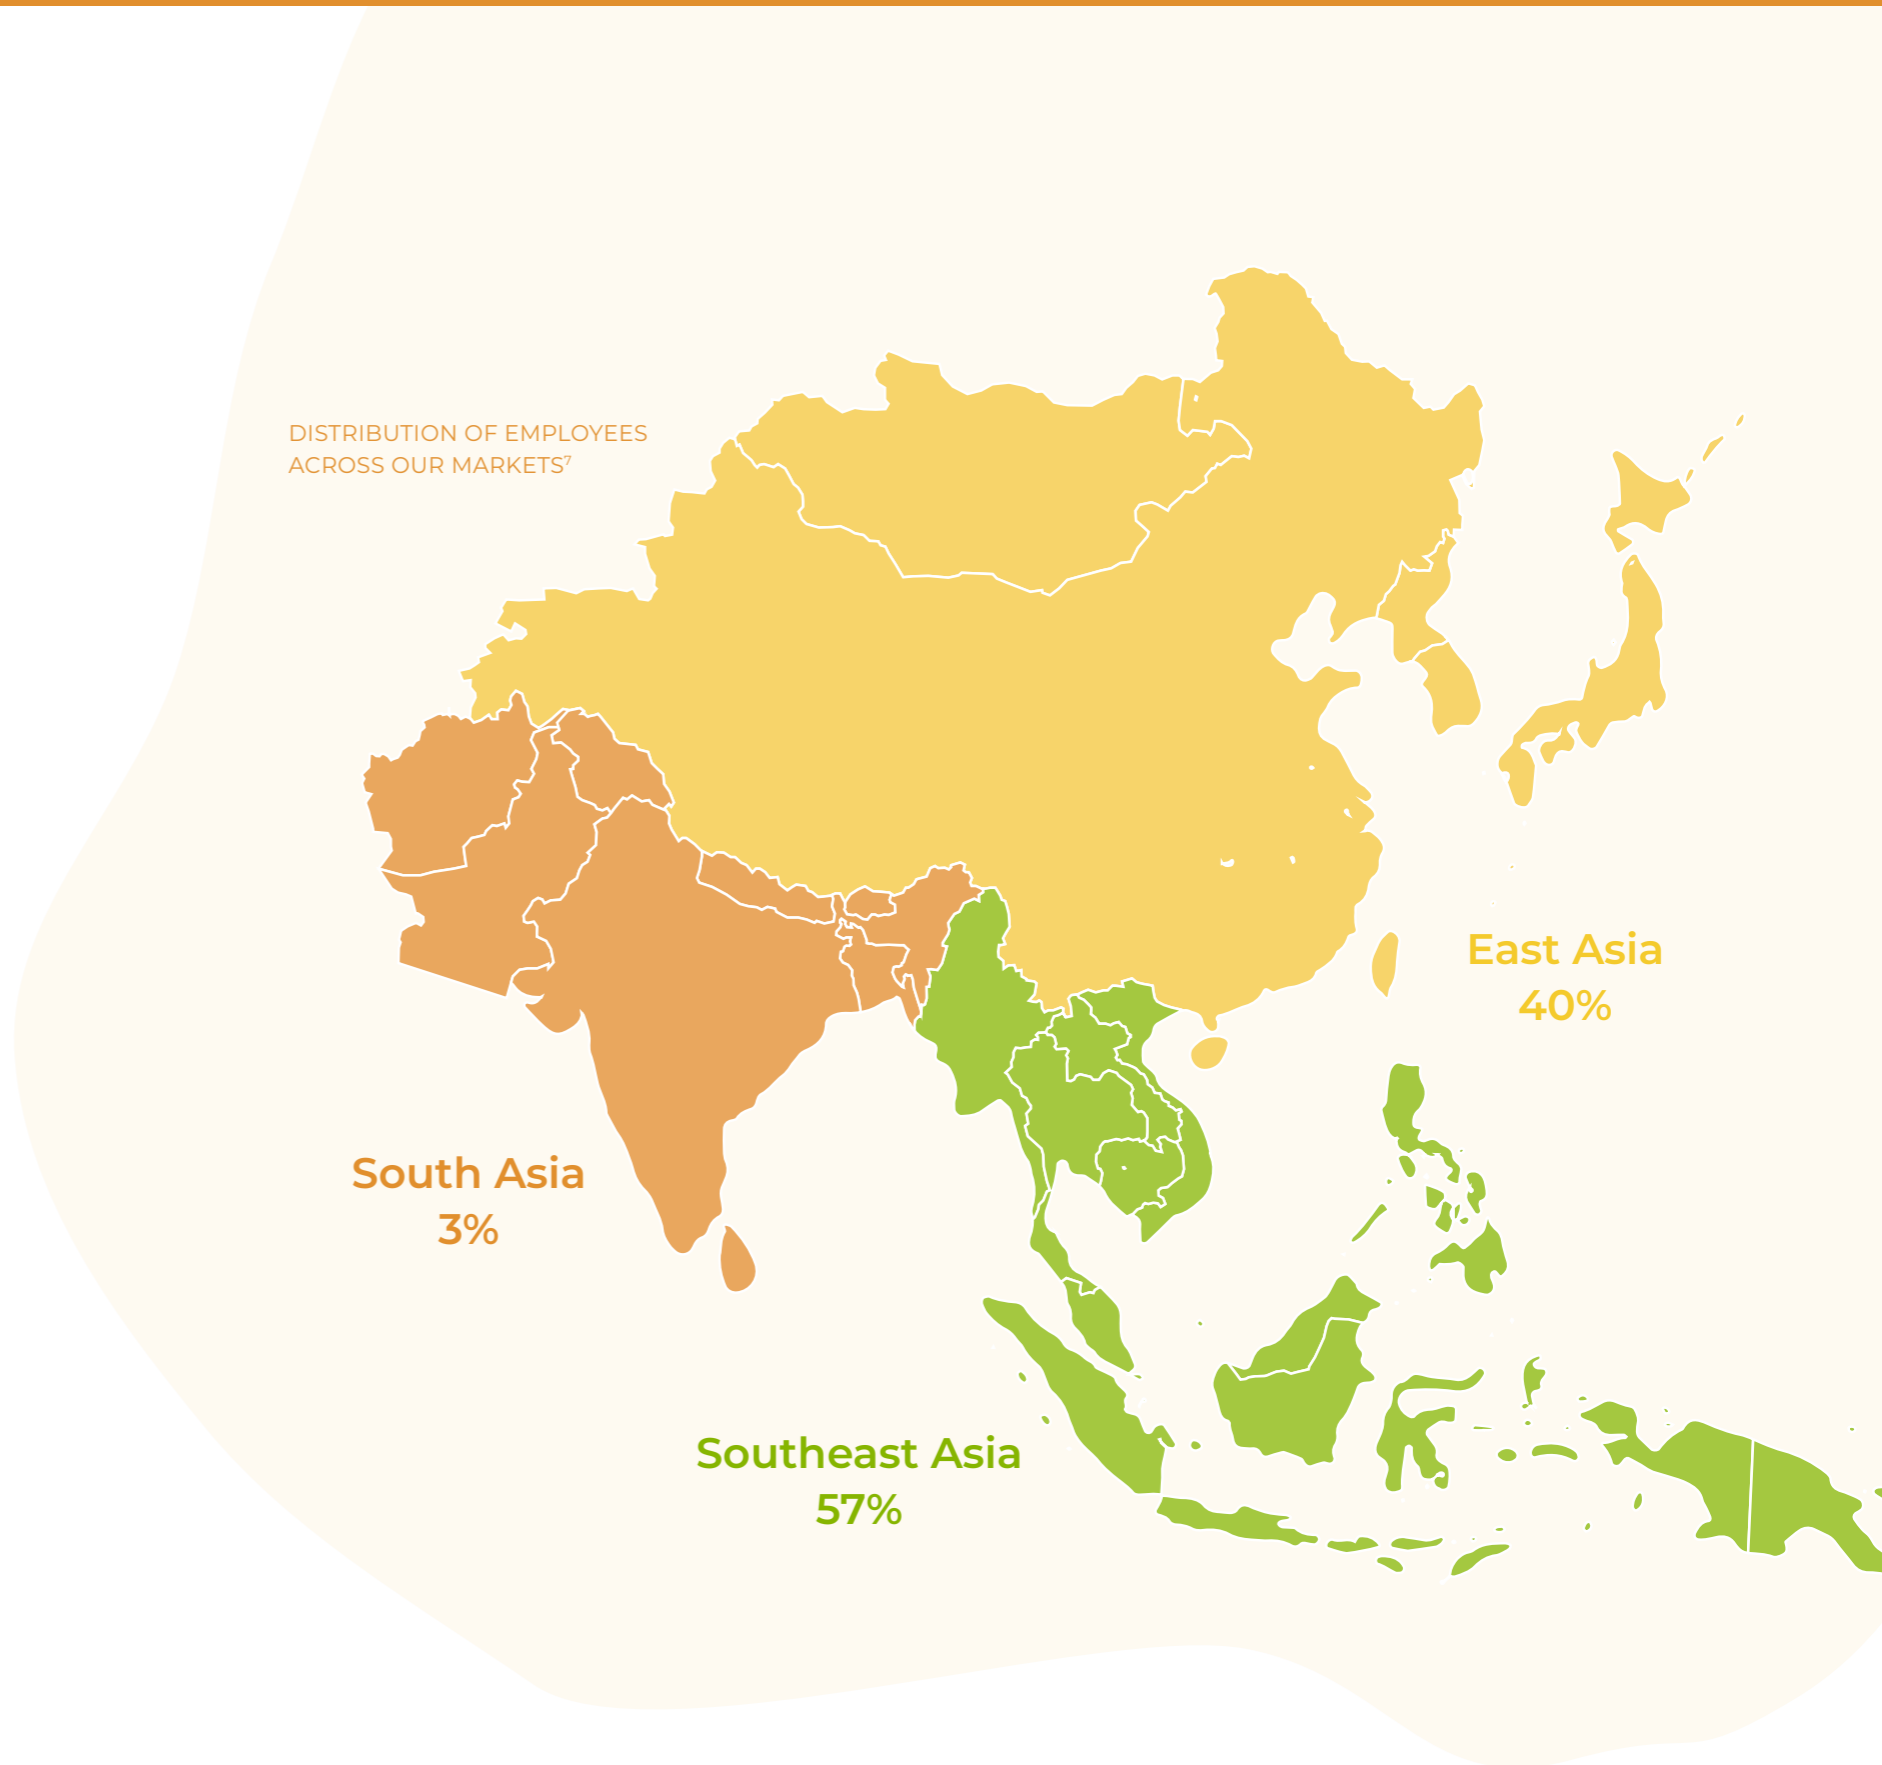 DISTRIBUTION OF EMPLOYEES
ACROSS OUR MARKETS⁷
East Asia
40%
South Asia
3%
Southeast Asia
57%